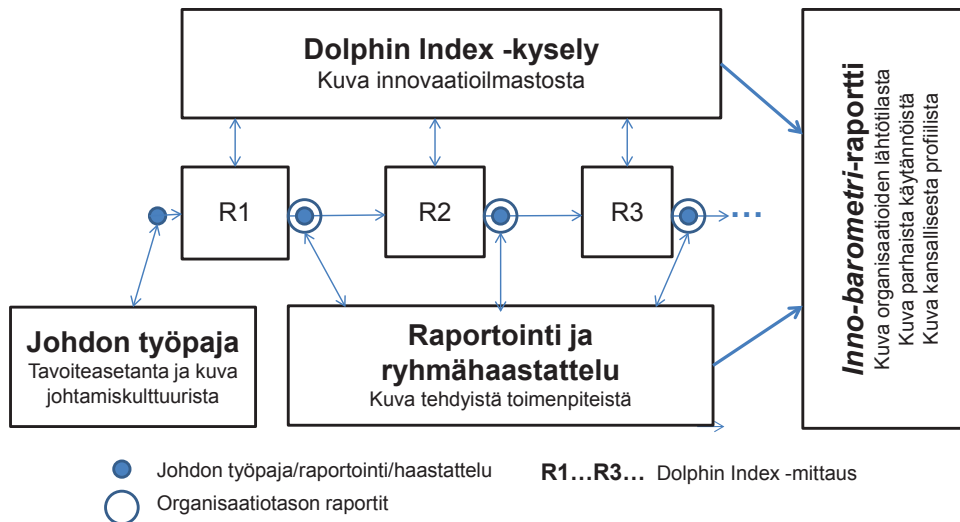 Dolphin Index -kysely
Kuva innovaatioilmastosta
R1
R2
R3
...
Johdon työpaja
Tavoiteasetanta ja kuva
johtamiskulttuurista
Raportointi ja
ryhmähaastattelu
Kuva tehdyistä toimenpiteistä
Inno-barometri-raportti
Kuva organisaatioiden lähtötilasta
Kuva parhaista käytännöistä
Kuva kansallisesta profiilista
Johdon työpaja/raportointi/haastattelu
R1...R3... Dolphin Index -mittaus
Organisaatiotason raportit